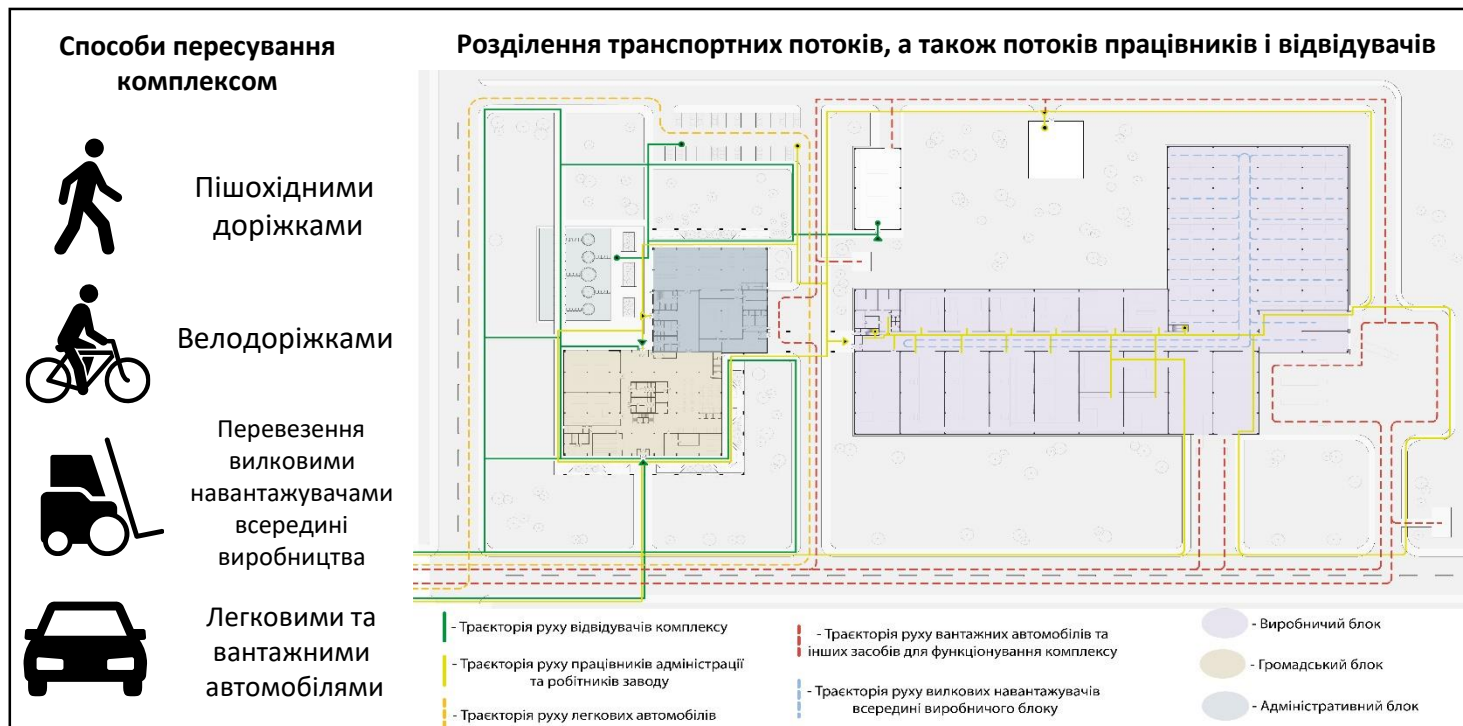 Способи пересування
комплексом
Пішохідними
доріжками
Велодоріжками
Перевезення
вилковими
навантажувачами
всередині
виробництва
Легковими та
вантажними
автомобілями
Розділення транспортних потоків, а також потоків працівників і відвідувачів
- Траєкторія руху відвідувачів комплексу
- Траєкторія руху працівників адміністрації
та робітників заводу
- Траєкторія руху легкових автомобілів
- Траєкторія руху вантажних автомобілів та
інших засобів для функціонування комплексу
- Траєкторія руху вилкових навантажувачів
всередині виробничого блоку
- Виробничий блок
- Громадський блок
- Адміністративний блок